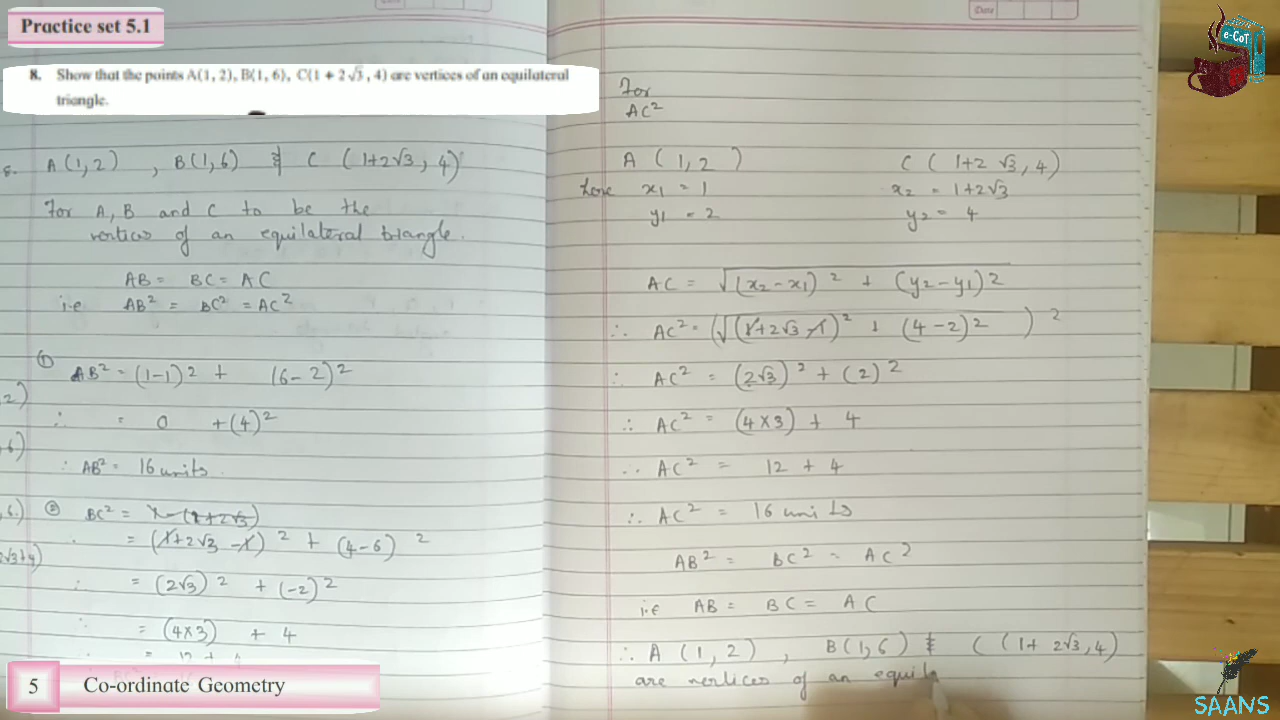 Practice set 5.1
8. Show that the points A(1, 2), B(1, 6), C(1 + 2√3, 4) are vertices of an equilateral
triangle.
8. A (1, 2) , B (1, 6) & C (1+2√3, 4)
For A, B and C to be the
vertices of an equilateral triangle.
AB = BC = AC
i.e AB² = BC² = AC²
① AB² = (1-1)² + (6-2)²
2)
∴ = 0 + (4)²
6)
∴ AB² = 16 units.
6.) ② BC² =
= (1+2√3 -1)² + (4-6)²
√3+4)
∴ = (2√3)² + (-2)²
∴ = (4×3) + 4
5 Co-ordinate Geometry
Date
For
AC²
A (1, 2) C (1+2√3, 4)
here x₁ = 1 x₂ = 1+2√3
y₁ = 2 y₂ = 4
AC = √(x₂-x₁)² + (y₂-y₁)²
∴ AC² = (√(1+2√3-1)² + (4-2)² )²
∴ AC² = (2√3)² + (2)²
∴ AC² = (4×3) + 4
∴ AC² = 12 + 4
∴ AC² = 16 units
AB² = BC² = AC²
i.e AB = BC = AC
∴ A (1, 2) , B (1, 6) & C (1+ 2√3, 4)
are vertices of an equila
e-CoT
SAANS